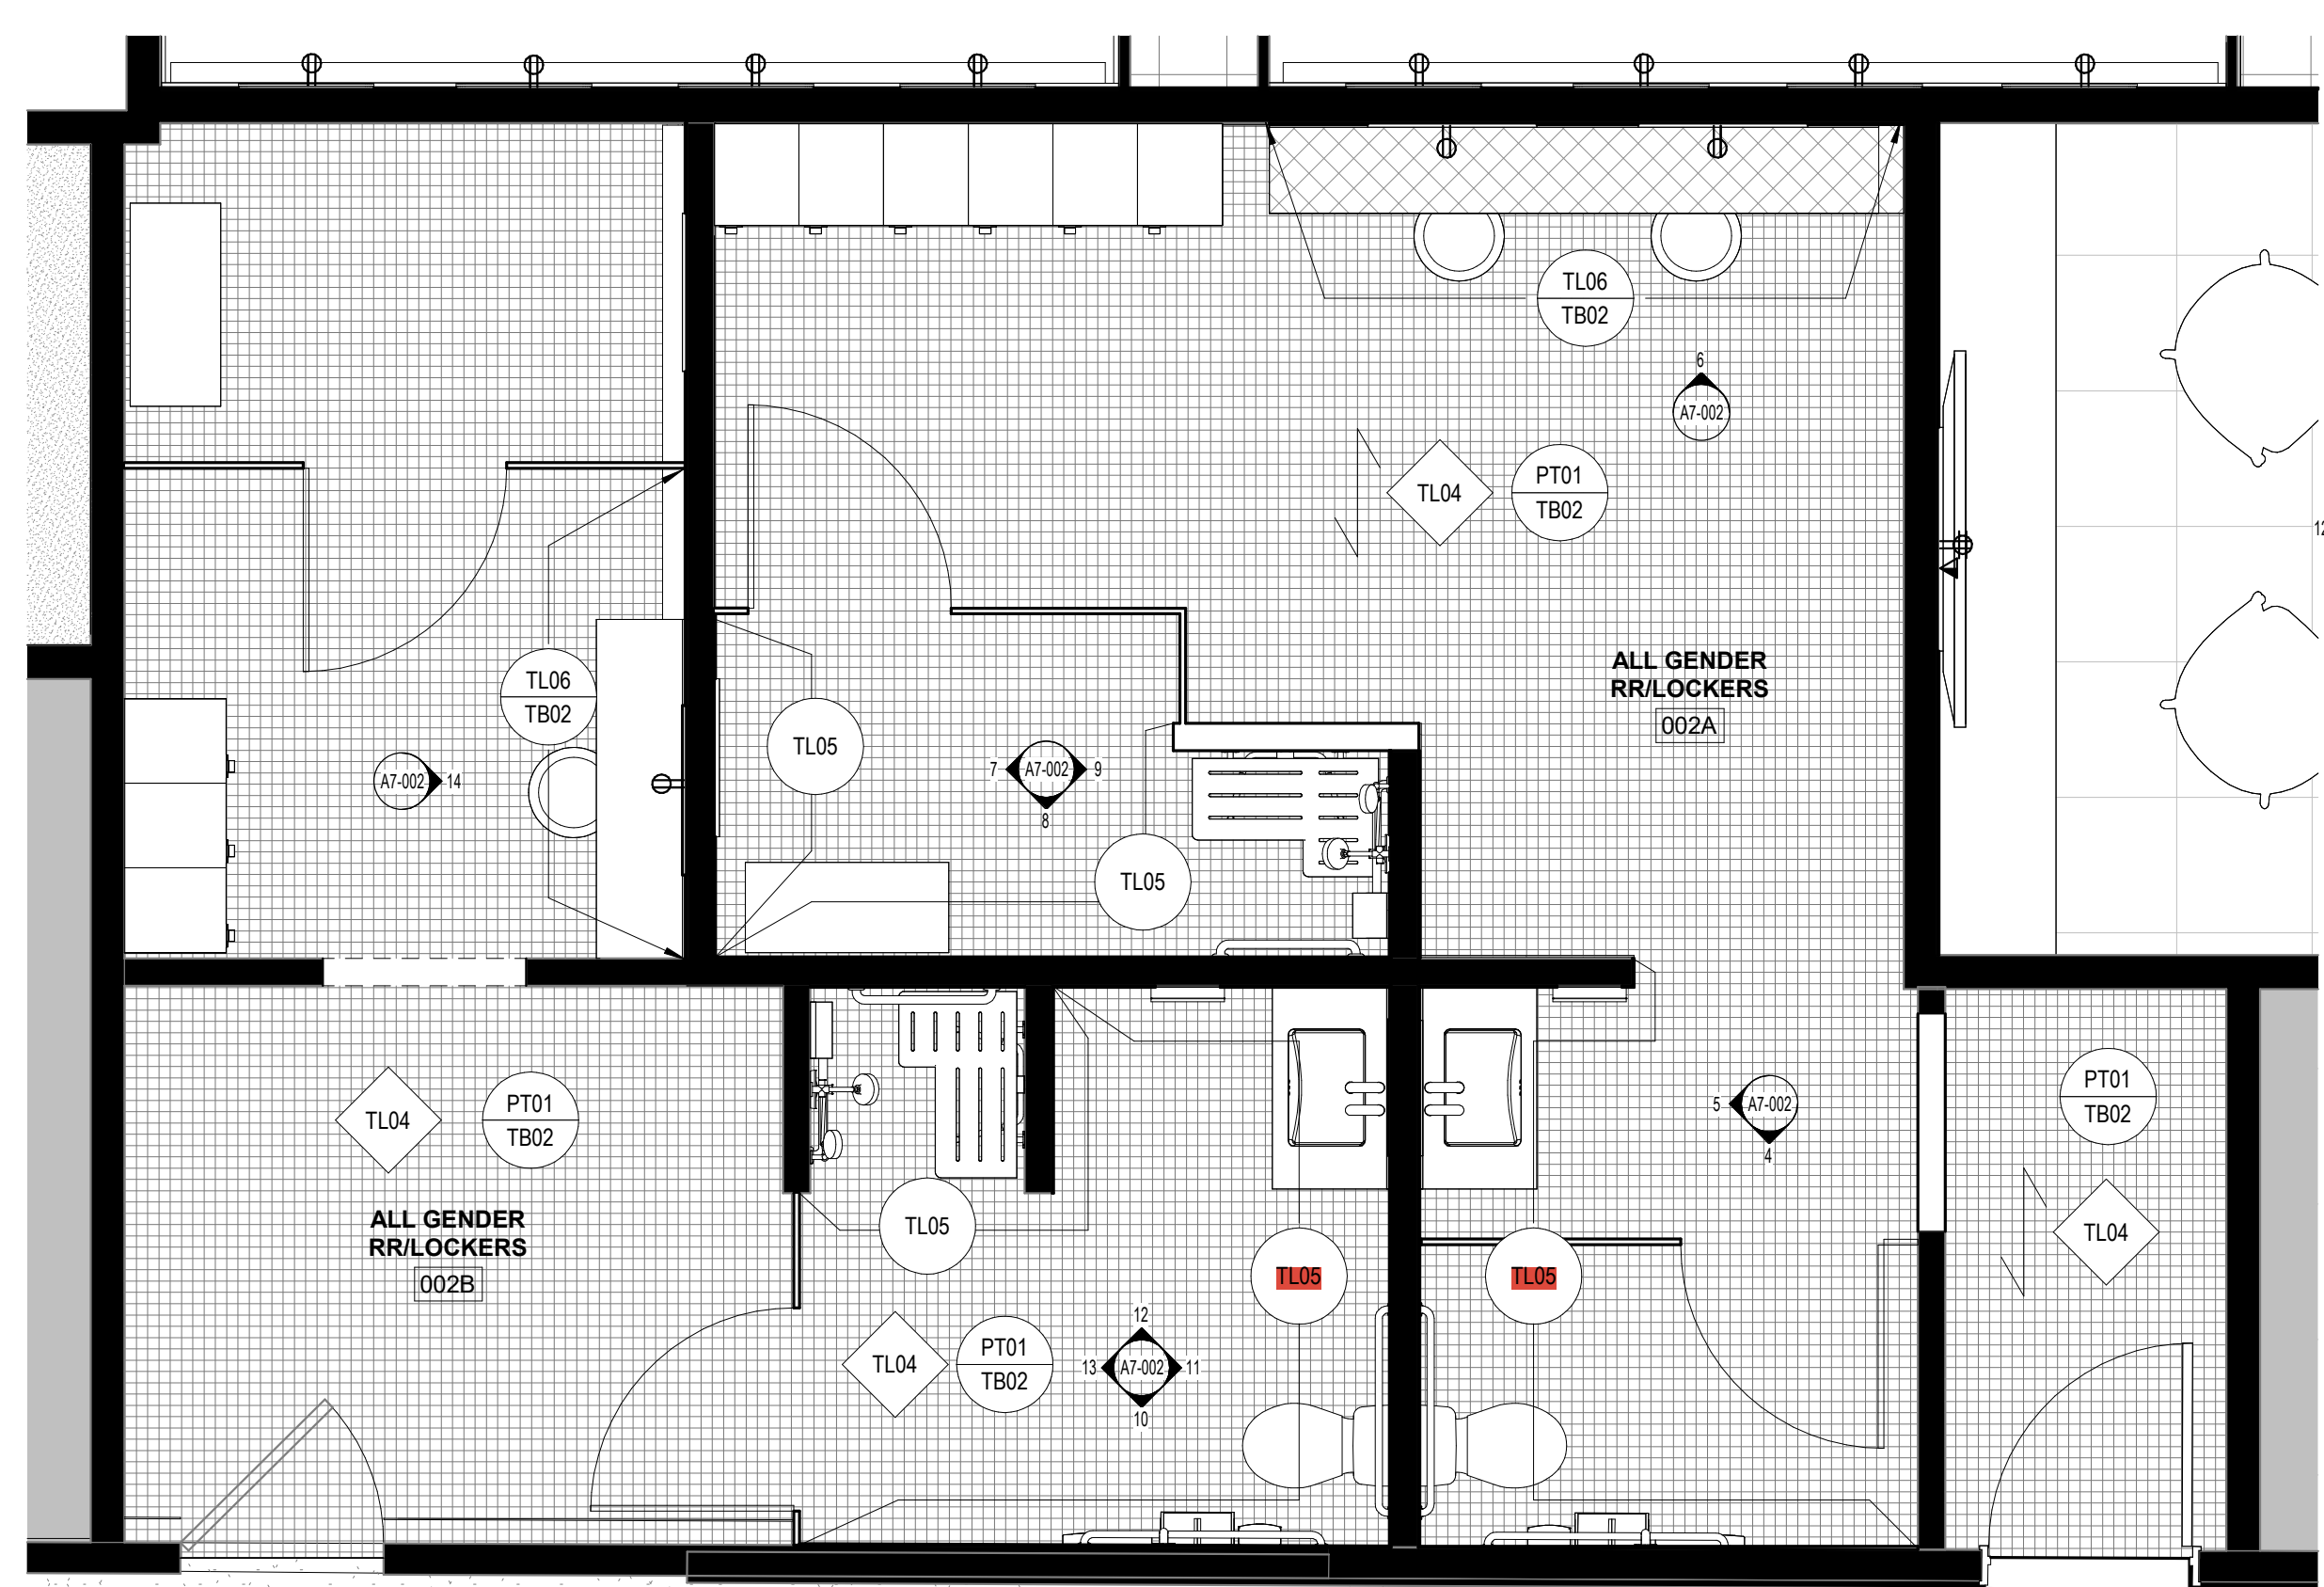 TL06
TB02
6
A7-002
TL04
PT01
TB02
12
ALL GENDER
RR/LOCKERS
002A
TL06
TB02
A7-002 14
TL05
7 A7-002 9
8
TL05
TL04
PT01
TB02
ALL GENDER
RR/LOCKERS
002B
TL05
TL05
TL05
12
13 A7-002 11
10
TL04
PT01
TB02
5 A7-002
4
PT01
TB02
TL04